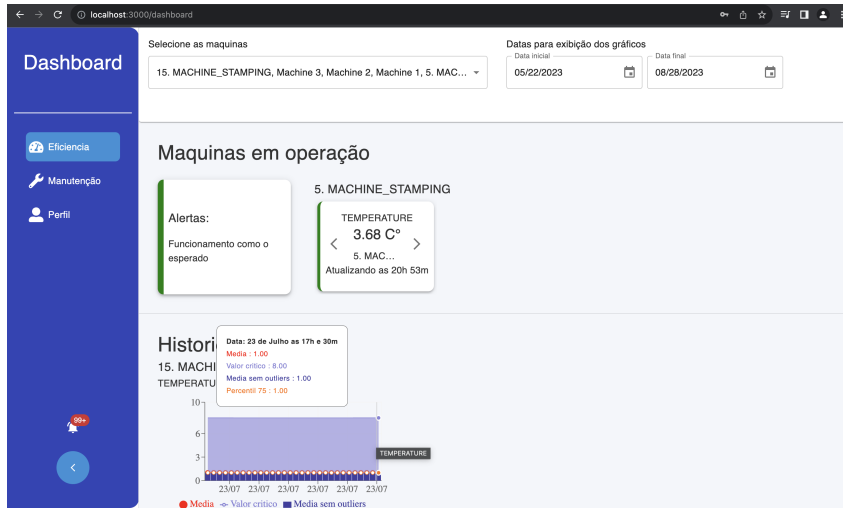 localhost:3000/dashboard
Dashboard
Eficiencia
Manutenção
Perfil
99+
Selecione as maquinas
15. MACHINE_STAMPING, Machine 3, Machine 2, Machine 1, 5. MAC...
Datas para exibição dos gráficos
Data inicial
05/22/2023
Data final
08/28/2023
Maquinas em operação
Alertas:
Funcionamento como o
esperado
5. MACHINE_STAMPING
TEMPERATURE
3.68 C°
5. MAC...
Atualizando as 20h 53m
Histori
15. MACHI
TEMPERATU
Data: 23 de Julho as 17h e 30m
Media : 1.00
Valor critico : 8.00
Media sem outliers : 1.00
Percentil 75 : 1.00
10
6
3
0
TEMPERATURE
23/07 23/07 23/07 23/07 23/07 23/07
Media Valor critico Media sem outliers